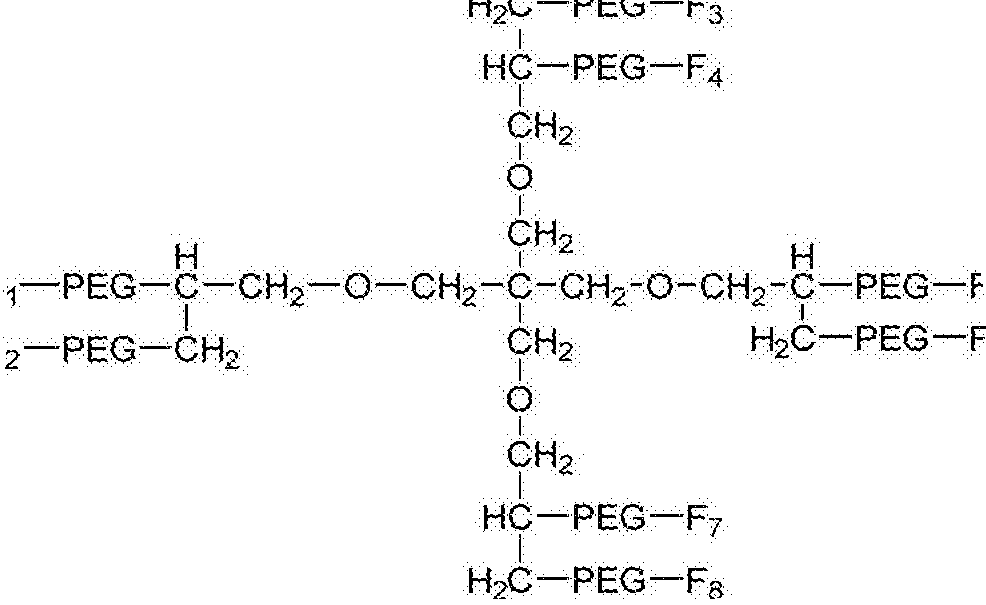 H₂C—PEG—F₃
HC—PEG—F₄
CH₂
O
CH₂
H H
₁—PEG—C—CH₂—O—CH₂—C—CH₂—O—CH₂—C—PEG—F
₂—PEG—CH₂ CH₂ H₂C—PEG—F
O
CH₂
HC—PEG—F₇
H₂C—PEG—F₈